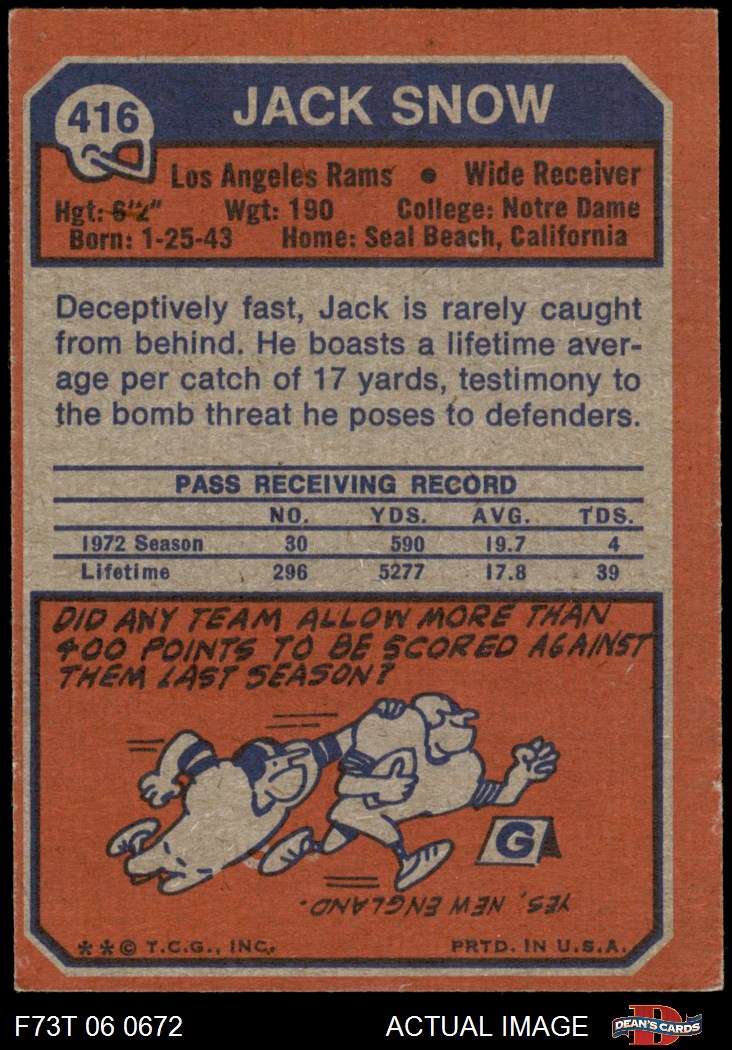 416
JACK SNOW
Los Angeles Rams • Wide Receiver
Hgt: 6'2" Wgt: 190 College: Notre Dame
Born: 1-25-43 Home: Seal Beach, California
Deceptively fast, Jack is rarely caught
from behind. He boasts a lifetime aver-
age per catch of 17 yards, testimony to
the bomb threat he poses to defenders.
PASS RECEIVING RECORD
NO. YDS. AVG. TDS.
1972 Season 30 590 19.7 4
Lifetime 296 5277 17.8 39
DID ANY TEAM ALLOW MORE THAN
400 POINTS TO BE SCORED AGAINST
THEM LAST SEASON?
G
YES, NEW ENGLAND.
** © T.C.G., INC. PRTD. IN U.S.A.
F73T 06 0672 ACTUAL IMAGE
D
DEAN'S CARDS